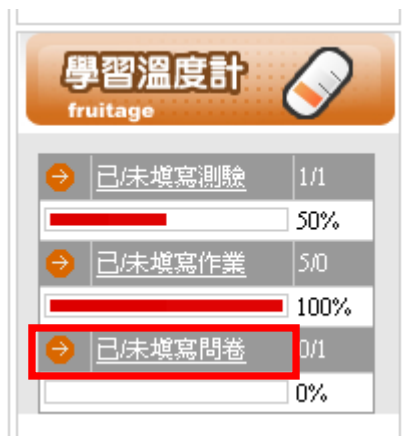 學習溫度計
fruitage
已/未填寫測驗 1/1
50%
已/未填寫作業 5/0
100%
已/未填寫問卷 0/1
0%